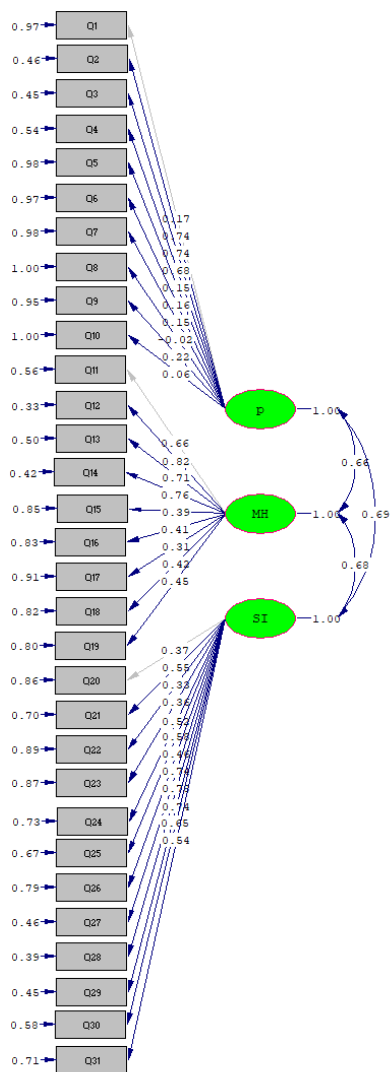 0.97 Q1
0.46 Q2
0.45 Q3
0.54 Q4
0.98 Q5
0.97 Q6
0.98 Q7
1.00 Q8
0.95 Q9
1.00 Q10
0.56 Q11
0.33 Q12
0.50 Q13
0.42 Q14
0.85 Q15
0.83 Q16
0.91 Q17
0.82 Q18
0.80 Q19
0.86 Q20
0.70 Q21
0.89 Q22
0.87 Q23
0.73 Q24
0.67 Q25
0.79 Q26
0.46 Q27
0.39 Q28
0.45 Q29
0.58 Q30
0.71 Q31
0.17
0.74
0.74
0.68
0.15
0.16
0.15
-0.02
0.22
0.06
0.66
0.82
0.71
0.76
0.39
0.41
0.31
0.42
0.45
0.37
0.55
0.33
0.36
0.52
0.58
0.46
0.74
0.78
0.74
0.65
0.54
P 1.00
MH 1.00
SI 1.00
0.66
0.69
0.68